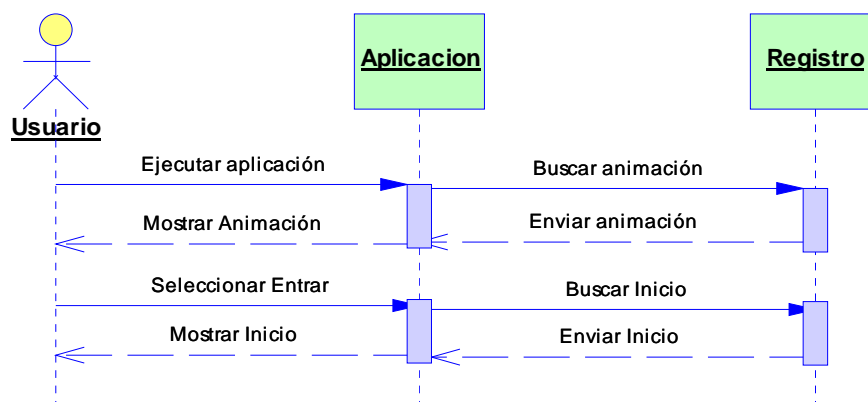 Aplicacion
Registro
Usuario
Ejecutar aplicación
Buscar animación
Mostrar Animación
Enviar animación
Seleccionar Entrar
Buscar Inicio
Mostrar Inicio
Enviar Inicio